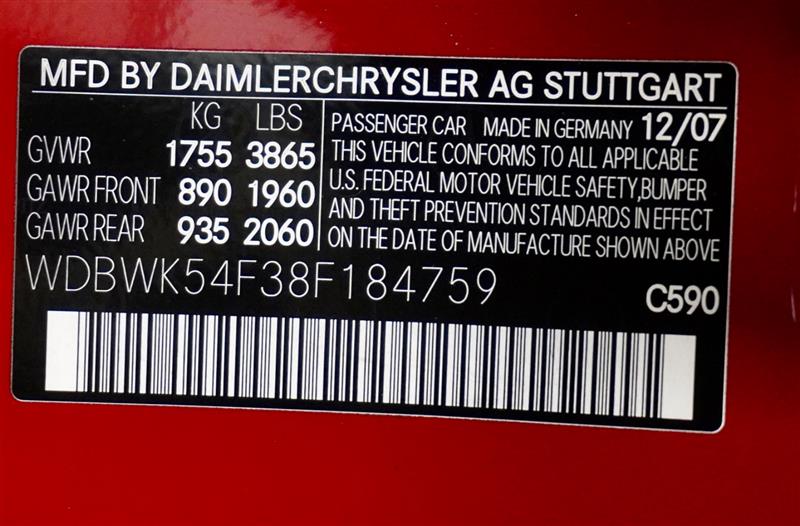 MFD BY DAIMLERCHRYSLER AG STUTTGART
KG LBS
GVWR 1755 3865
GAWR FRONT 890 1960
GAWR REAR 935 2060
PASSENGER CAR MADE IN GERMANY 12/07
THIS VEHICLE CONFORMS TO ALL APPLICABLE
U.S. FEDERAL MOTOR VEHICLE SAFETY,BUMPER
AND THEFT PREVENTION STANDARDS IN EFFECT
ON THE DATE OF MANUFACTURE SHOWN ABOVE
WDBWK54F38F184759
C590